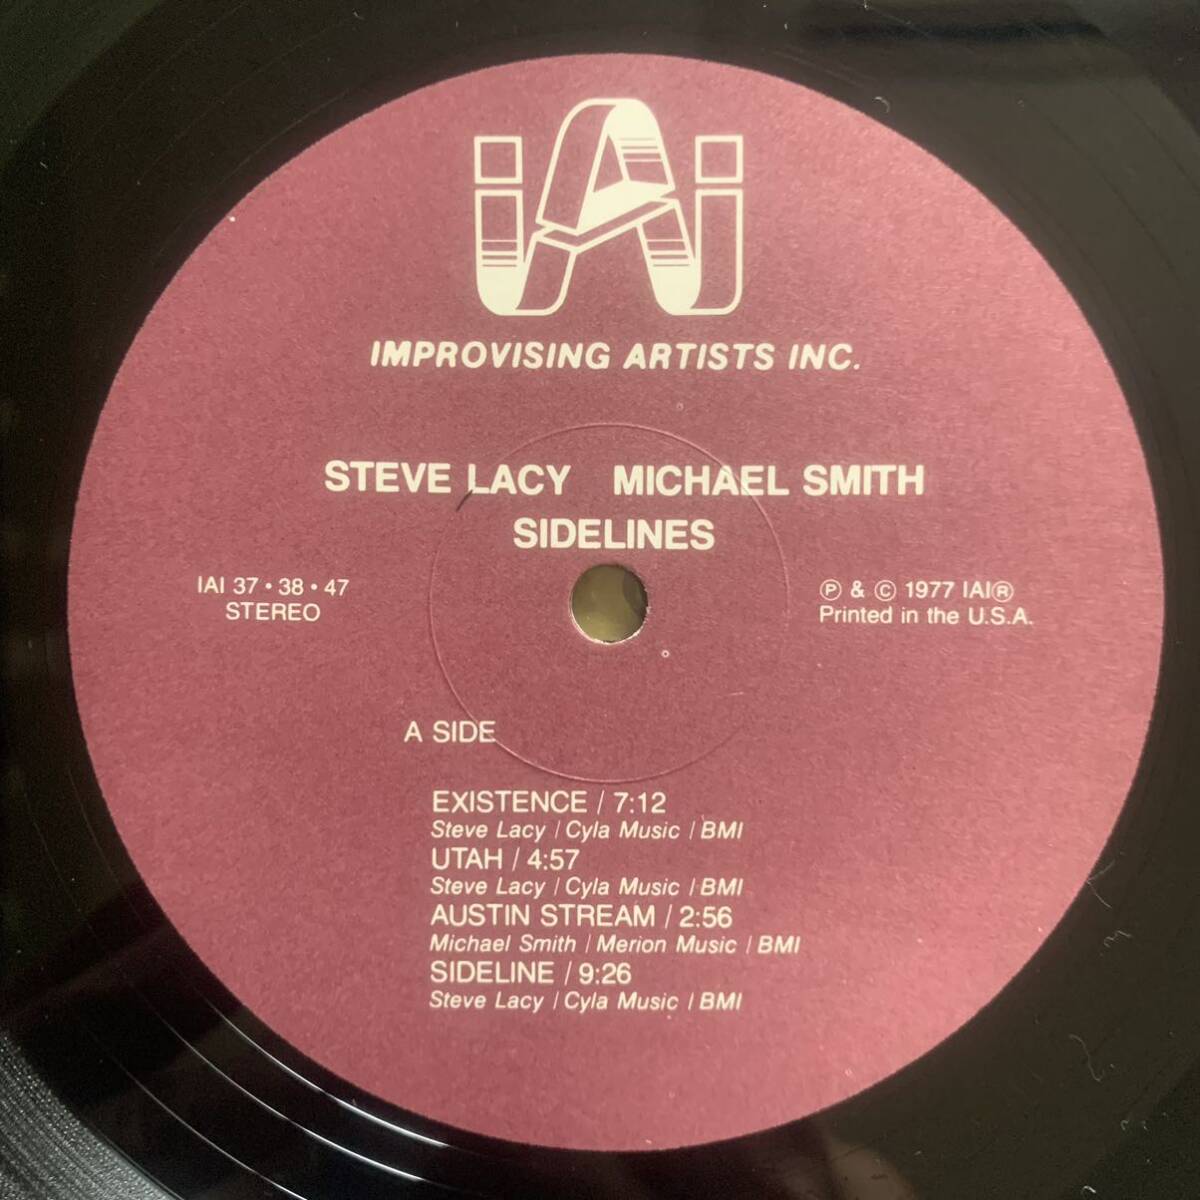 iAi
IMPROVISING ARTISTS INC.
STEVE LACY MICHAEL SMITH
SIDELINES
IAI 37 • 38 • 47
STEREO
Ⓟ & © 1977 IAI®
Printed in the U.S.A.
A SIDE
EXISTENCE / 7:12
Steve Lacy / Cyla Music / BMI
UTAH / 4:57
Steve Lacy / Cyla Music / BMI
AUSTIN STREAM / 2:56
Michael Smith / Merion Music / BMI
SIDELINE / 9:26
Steve Lacy / Cyla Music / BMI